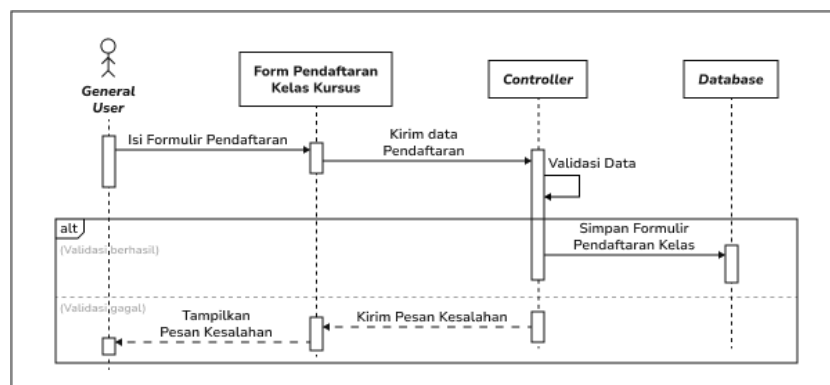 General
User
Form Pendaftaran
Kelas Kursus
Controller
Database
Isi Formulir Pendaftaran
Kirim data
Pendaftaran
Validasi Data
alt
(Validasi berhasil)
Simpan Formulir
Pendaftaran Kelas
(Validasi gagal)
Tampilkan
Pesan Kesalahan
Kirim Pesan Kesalahan